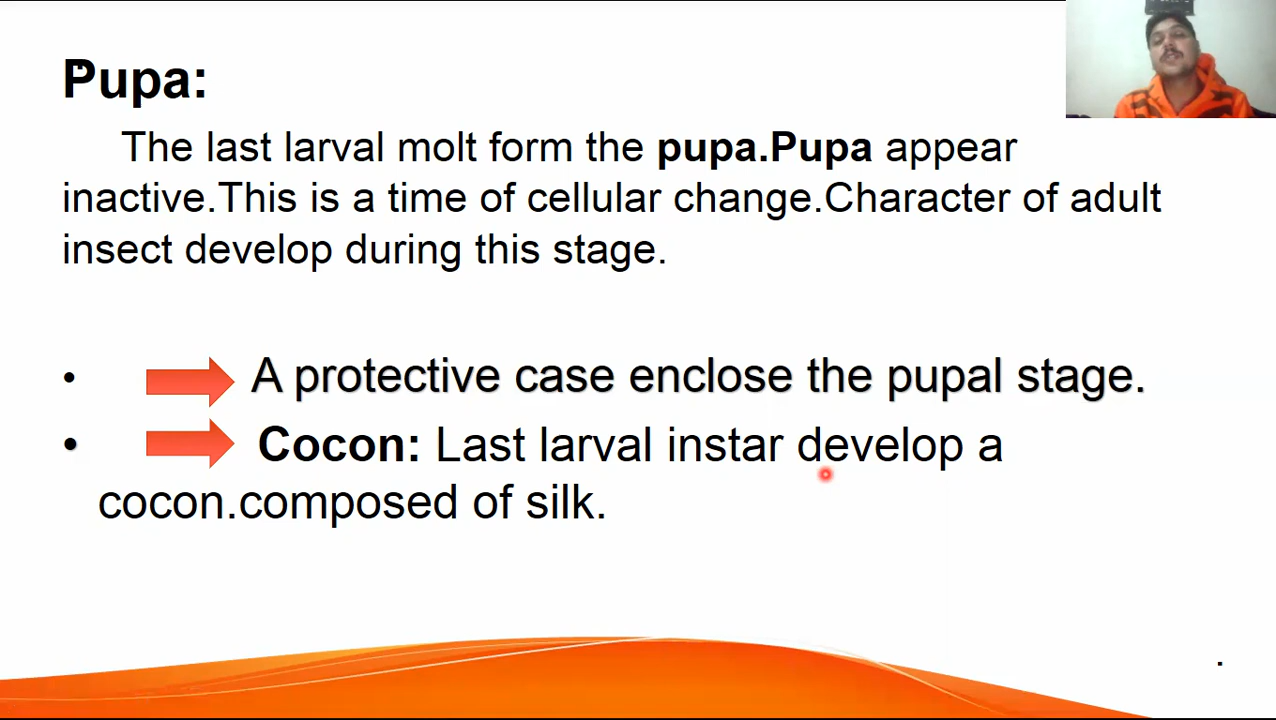 Pupa:
The last larval molt form the pupa.Pupa appear
inactive.This is a time of cellular change.Character of adult
insect develop during this stage.
• A protective case enclose the pupal stage.
• Cocon: Last larval instar develop a
cocon.composed of silk.
.